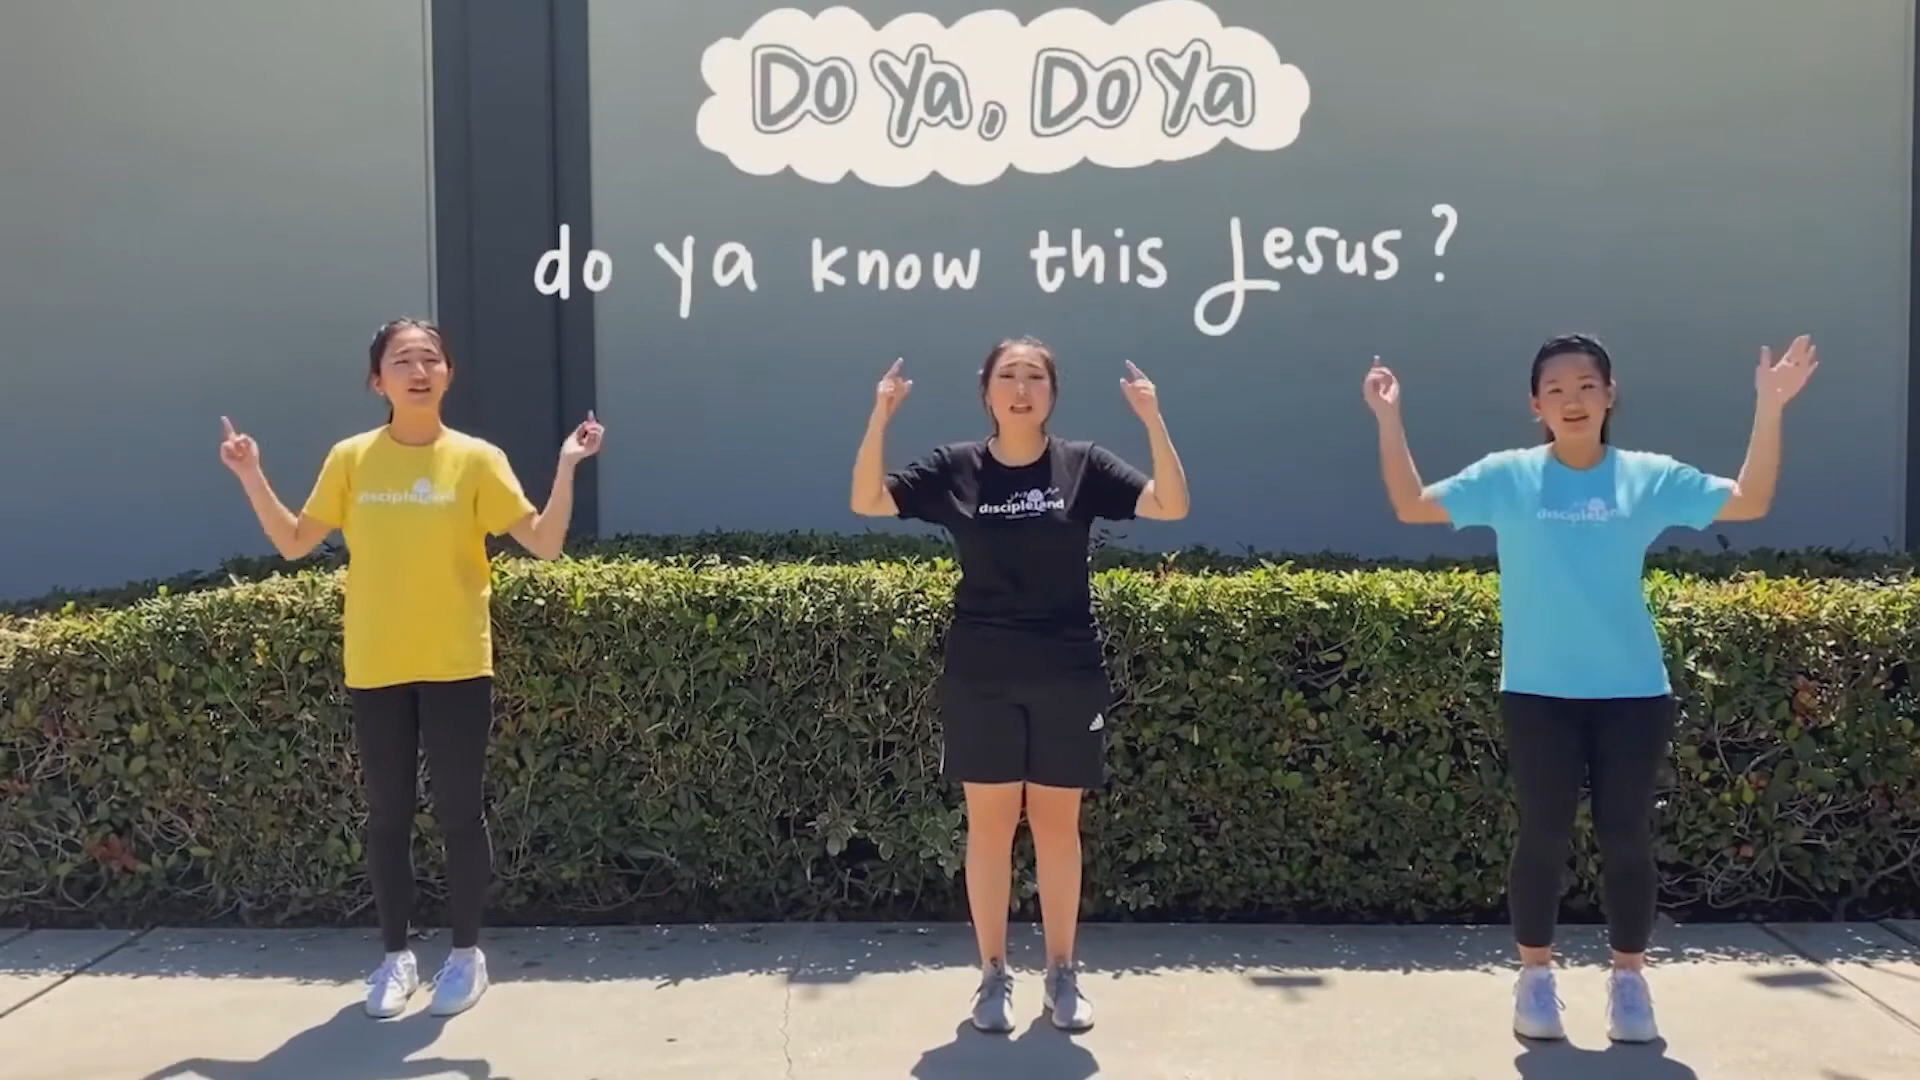 Do Ya, Do Ya
do ya know this Jesus?
discipleland
discipleland
discipleland